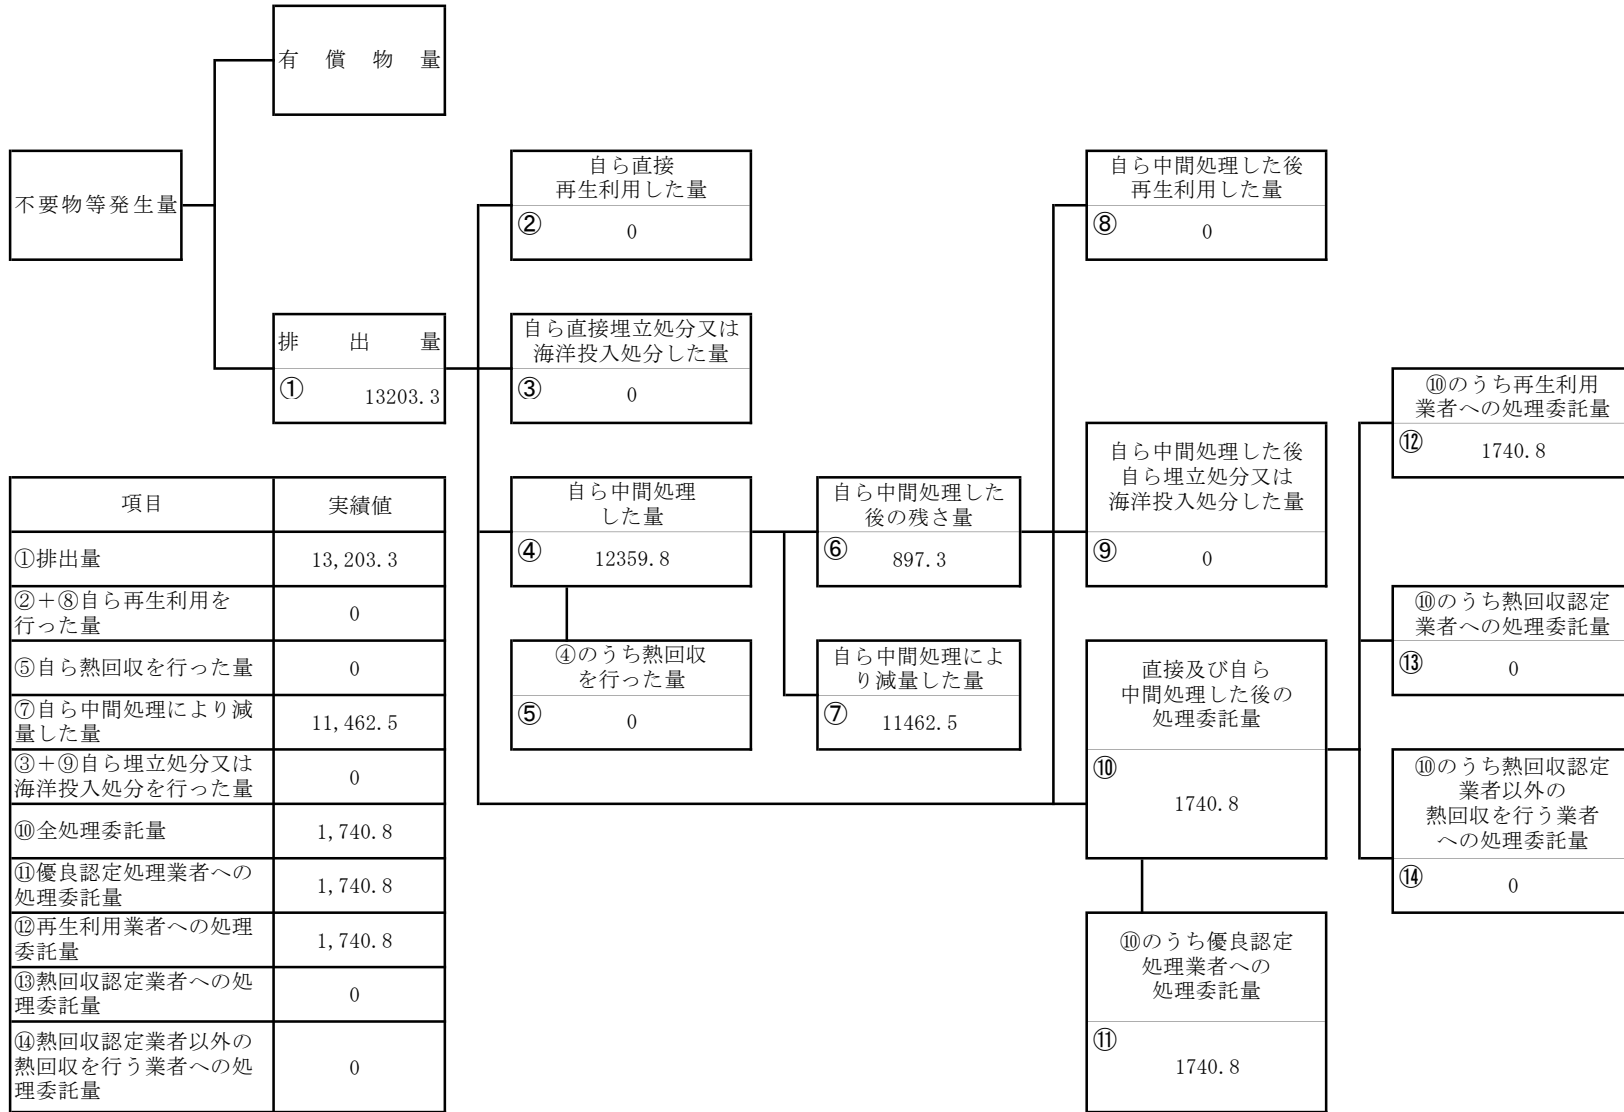 有償物量
不要物等発生量
排出量
① 13203.3
自ら直接
再生利用した量
② 0
自ら直接埋立処分又は
海洋投入処分した量
③ 0
自ら中間処理
した量
④ 12359.8
④のうち熱回収
を行った量
⑤ 0
自ら中間処理した
後の残さ量
⑥ 897.3
自ら中間処理によ
り減量した量
⑦ 11462.5
自ら中間処理した後
再生利用した量
⑧ 0
自ら中間処理した後
自ら埋立処分又は
海洋投入処分した量
⑨ 0
直接及び自ら
中間処理した後の
処理委託量
⑩
1740.8
⑩のうち優良認定
処理業者への
処理委託量
⑪
1740.8
⑩のうち再生利用
業者への処理委託量
⑫ 1740.8
⑩のうち熱回収認定
業者への処理委託量
⑬ 0
⑩のうち熱回収認定
業者以外の
熱回収を行う業者
への処理委託量
⑭ 0
項目 実績値
①排出量 13,203.3
②＋⑧自ら再生利用を
行った量 0
⑤自ら熱回収を行った量 0
⑦自ら中間処理により減
量した量 11,462.5
③＋⑨自ら埋立処分又は
海洋投入処分を行った量 0
⑩全処理委託量 1,740.8
⑪優良認定処理業者への
処理委託量 1,740.8
⑫再生利用業者への処理
委託量 1,740.8
⑬熱回収認定業者への処
理委託量 0
⑭熱回収認定業者以外の
熱回収を行う業者への処
理委託量 0